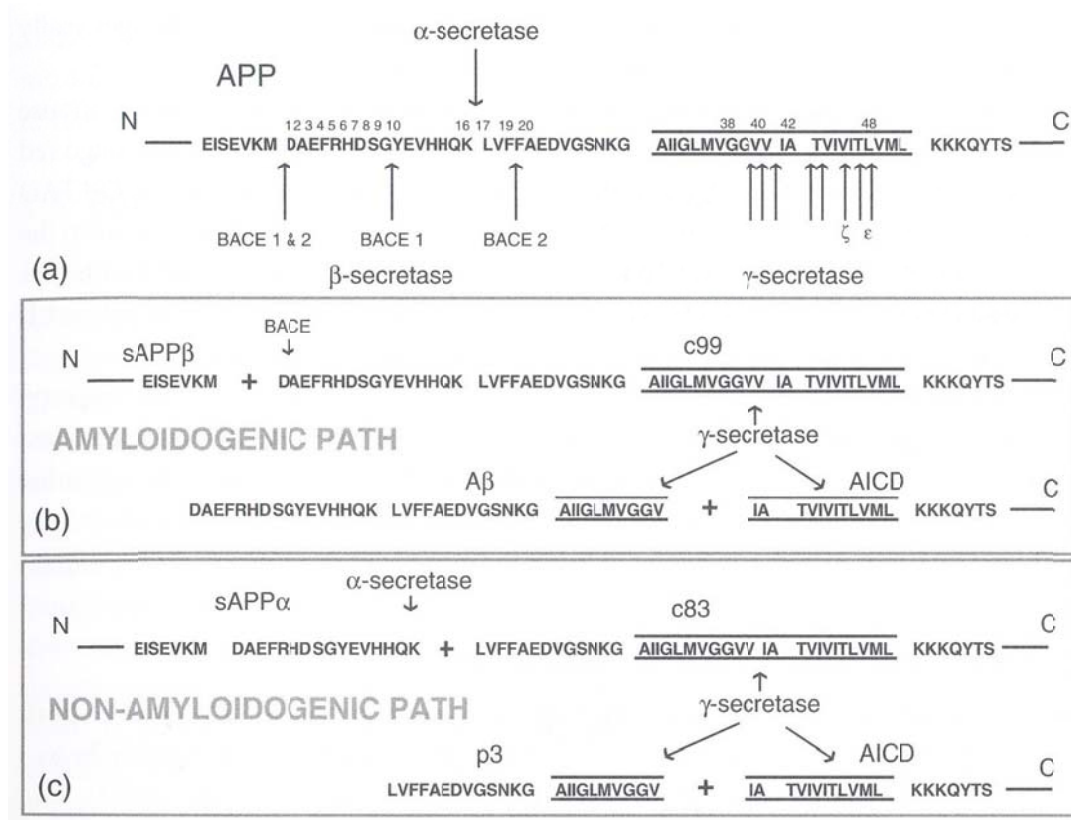 α-secretase
APP
N C
12 3 4 5 6 7 8 9 10 16 17 19 20 38 40 42 48
EISEVKM DAEFRHDSGYEVHHQK LVFFAEDVGSNKG AIIGLMVGGVV IA TVIVITLVML KKKQYTS
BACE 1 & 2 BACE 1 BACE 2 ζ ε
(a) β-secretase γ-secretase
BACE
N sAPPβ c99 C
EISEVKM + DAEFRHDSGYEVHHQK LVFFAEDVGSNKG AIIGLMVGGVV IA TVIVITLVML KKKQYTS
AMYLOIDOGENIC PATH γ-secretase
Aβ AICD C
(b) DAEFRHDSGYEVHHQK LVFFAEDVGSNKG AIIGLMVGGV + IA TVIVITLVML KKKQYTS
α-secretase
sAPPα c83
N C
EISEVKM DAEFRHDSGYEVHHQK + LVFFAEDVGSNKG AIIGLMVGGVV IA TVIVITLVML KKKQYTS
NON-AMYLOIDOGENIC PATH γ-secretase
p3 AICD C
(c) LVFFAEDVGSNKG AIIGLMVGGV + IA TVIVITLVML KKKQYTS